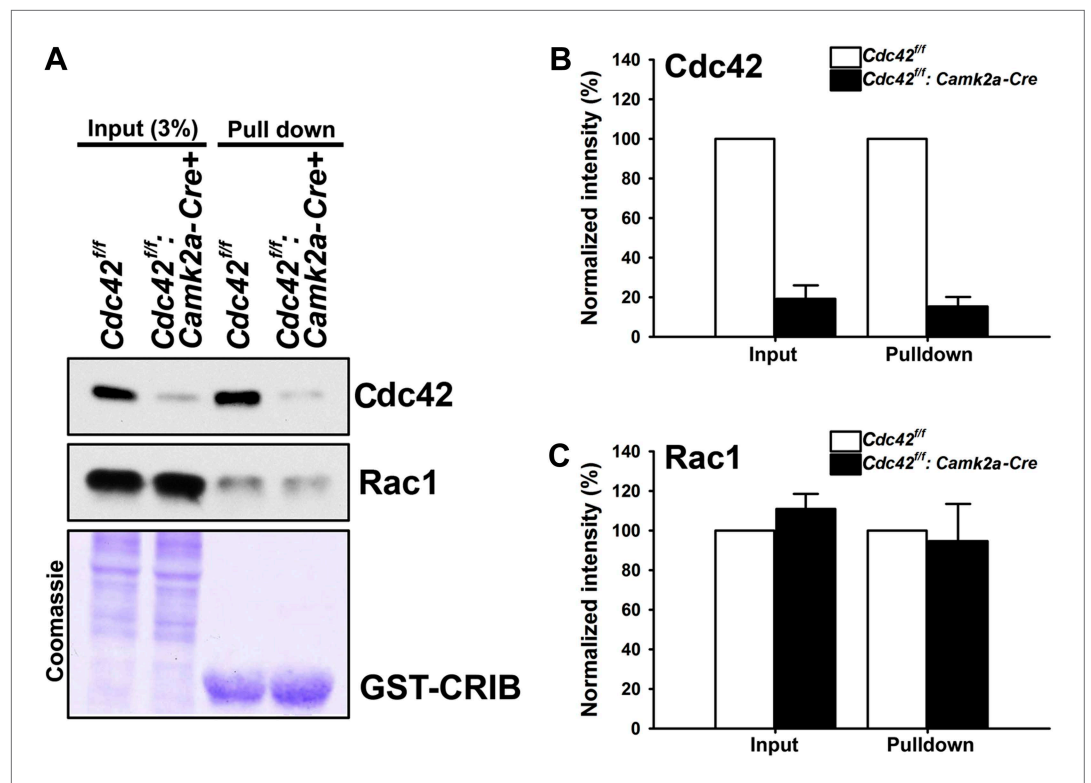 A
Input (3%) Pull down
Cdc42f/f
Cdc42f/f:
Camk2a-Cre+
Cdc42f/f
Cdc42f/f:
Camk2a-Cre+
Cdc42
Rac1
Coomassie
GST-CRIB
B
Cdc42
Cdc42f/f
Cdc42f/f: Camk2a-Cre
Normalized intensity (%)
140
120
100
80
60
40
20
0
Input Pulldown
C
Rac1
Cdc42f/f
Cdc42f/f: Camk2a-Cre
Normalized intensity (%)
140
120
100
80
60
40
20
0
Input Pulldown